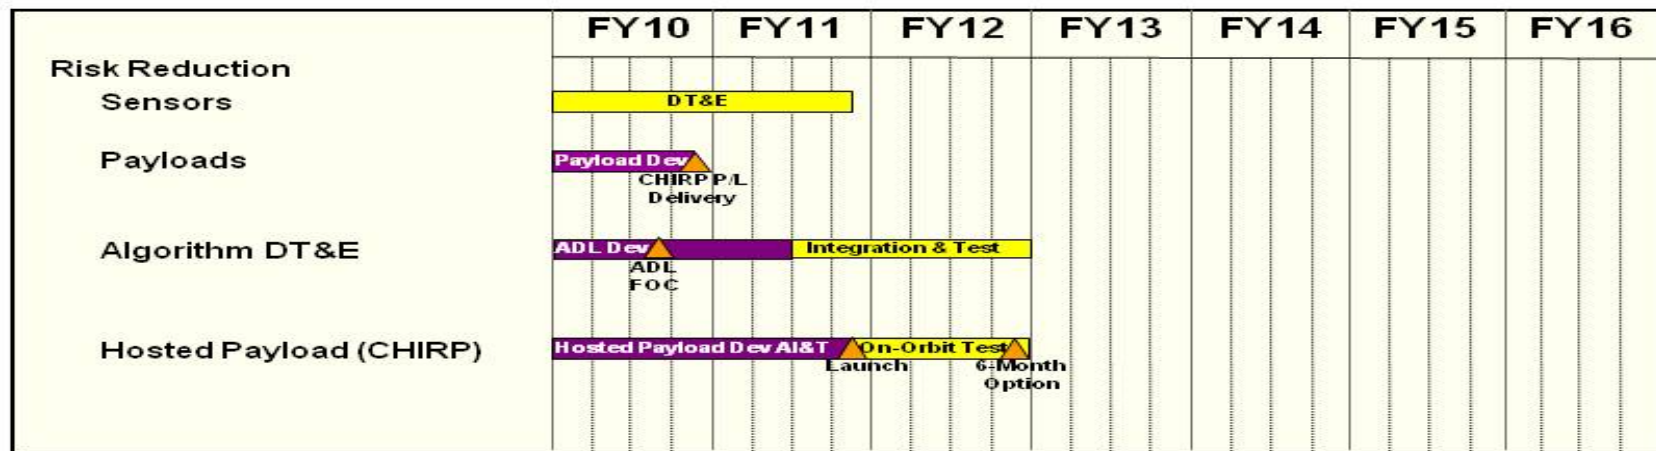 FY10 FY11 FY12 FY13 FY14 FY15 FY16
Risk Reduction
Sensors
DT&E
Payloads
Payload Dev
CHIRP P/L
Delivery
Algorithm DT&E
ADL Dev
Integration & Test
ADL
FOC
Hosted Payload (CHIRP)
Hosted Payload Dev AI&T
On-Orbit Test
Launch
6-Month
Option